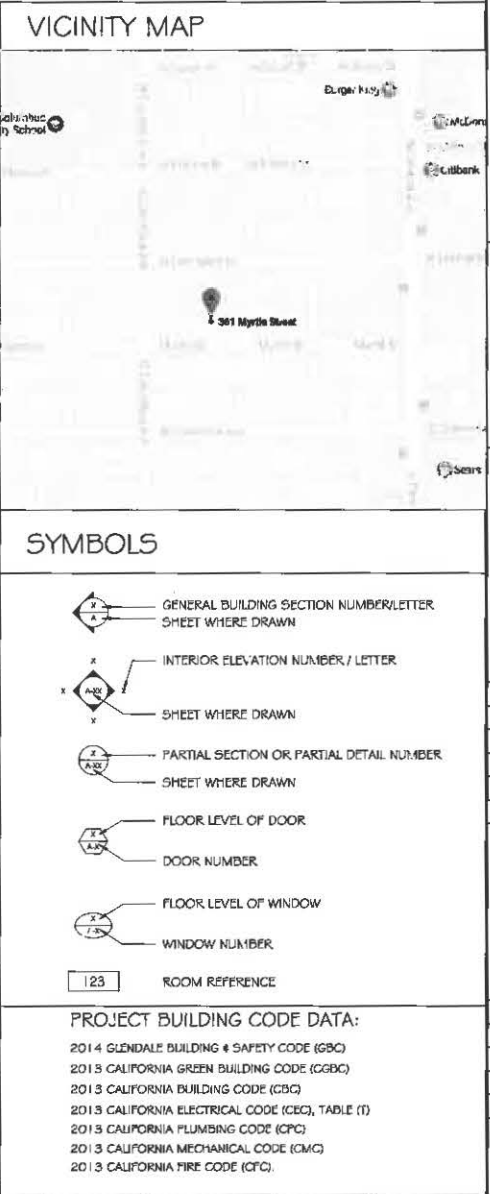 VICINITY MAP
Burger King
McDon
Citibank
361 Myrtle Street
Sears
SYMBOLS
X
A
GENERAL BUILDING SECTION NUMBER/LETTER
SHEET WHERE DRAWN
X
X
A-XX
X
X
INTERIOR ELEVATION NUMBER / LETTER
SHEET WHERE DRAWN
X
A-XX
PARTIAL SECTION OR PARTIAL DETAIL NUMBER
SHEET WHERE DRAWN
X
A-X
FLOOR LEVEL OF DOOR
DOOR NUMBER
X
FLOOR LEVEL OF WINDOW
WINDOW NUMBER
123
ROOM REFERENCE
PROJECT BUILDING CODE DATA:
2014 GLENDALE BUILDING & SAFETY CODE (GBC)
2013 CALIFORNIA GREEN BUILDING CODE (CGBC)
2013 CALIFORNIA BUILDING CODE (CBC)
2013 CALIFORNIA ELECTRICAL CODE (CEC), TABLE (1)
2013 CALIFORNIA PLUMBING CODE (CPC)
2013 CALIFORNIA MECHANICAL CODE (CMC)
2013 CALIFORNIA FIRE CODE (CFC).